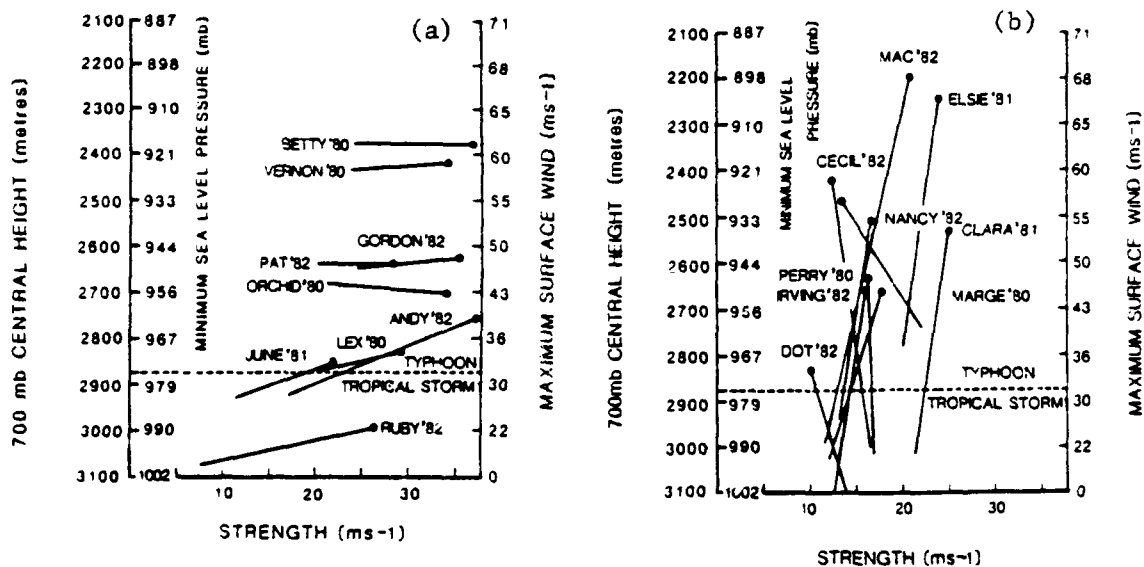 (a)
700 mb CENTRAL HEIGHT (metres)
2100
2200
2300
2400
2500
2600
2700
2800
2900
3000
3100
887
898
910
921
933
944
956
967
979
990
1002
MINIMUM SEA LEVEL PRESSURE (mb)
BETTY'80
VERNON'80
GORDON'82
PAT'82
ORCHID'80
ANDY'82
LEX'80
JUNE'81
TYPHOON
TROPICAL STORM
RUBY'82
71
68
65
60
55
50
43
36
30
22
0
MAXIMUM SURFACE WIND (ms-1)
10
20
30
STRENGTH (ms-1)
(b)
700mb CENTRAL HEIGHT (metres)
2100
2200
2300
2400
2500
2600
2700
2800
2900
3000
3100
887
898
910
921
933
944
956
967
979
990
1002
MINIMUM SEA LEVEL
PRESSURE (mb)
MAC'82
ELSIE'81
CECIL'82
NANCY'82
CLARA'81
PERRY'80
IRVING'82
MARGE'80
DOT'82
TYPHOON
TROPICAL STORM
71
68
65
60
55
50
43
36
30
22
0
MAXIMUM SURFACE WIND (ms-1)
10
20
30
STRENGTH (ms-1)